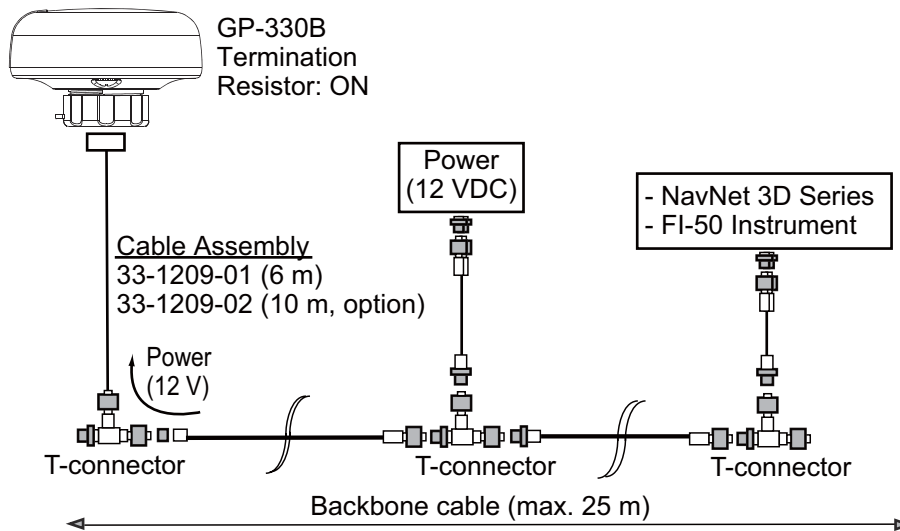 GP-330B
Termination
Resistor: ON
Power
(12 VDC)
- NavNet 3D Series
- FI-50 Instrument
Cable Assembly
33-1209-01 (6 m)
33-1209-02 (10 m, option)
Power
(12 V)
T-connector
T-connector
T-connector
Backbone cable (max. 25 m)